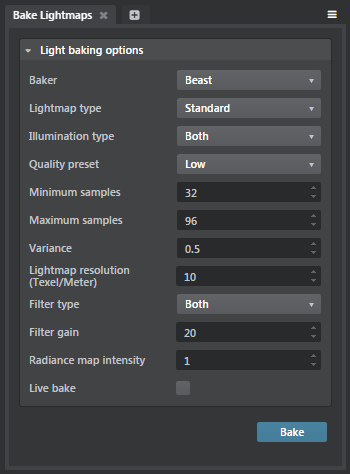 Bake Lightmaps
Light baking options
Baker Beast
Lightmap type Standard
Illumination type Both
Quality preset Low
Minimum samples 32
Maximum samples 96
Variance 0.5
Lightmap resolution
(Texel/Meter) 10
Filter type Both
Filter gain 20
Radiance map intensity 1
Live bake
Bake